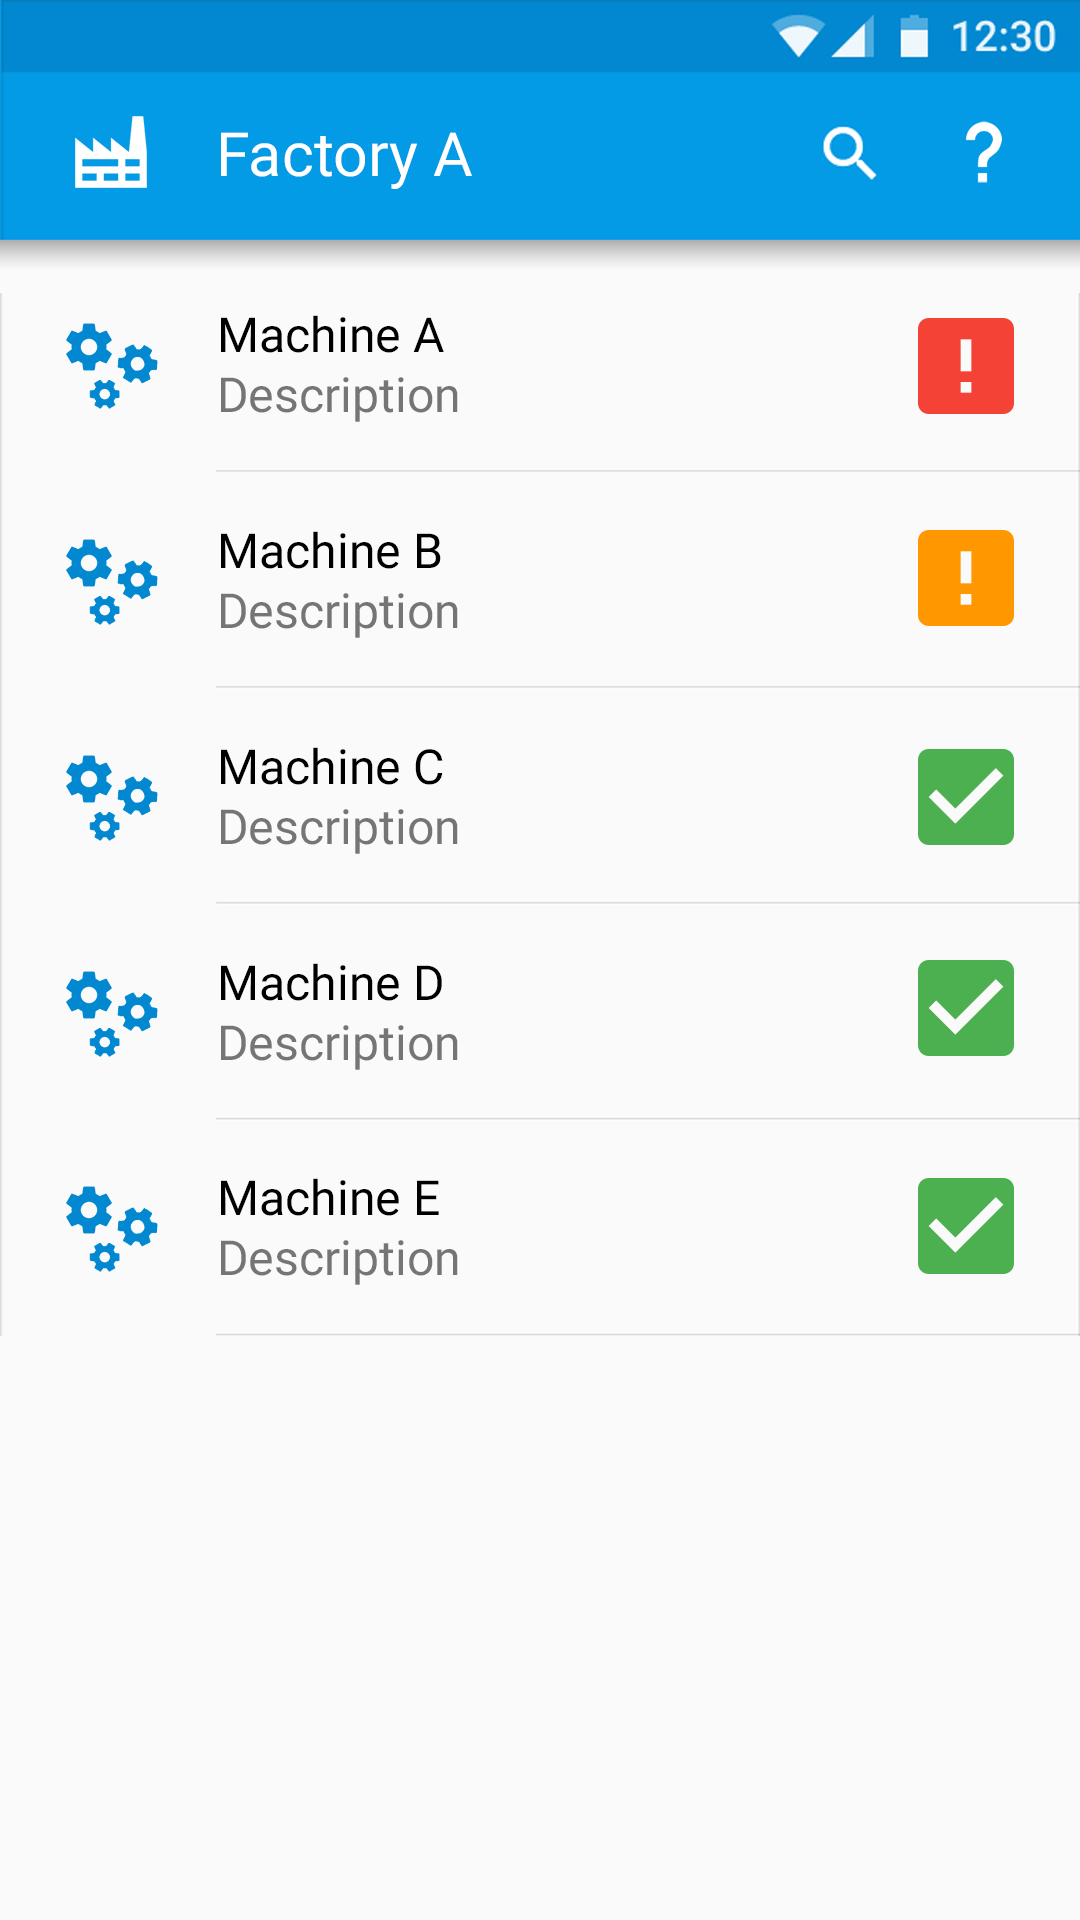 12:30
Factory A
?
Machine A
Description
!
Machine B
Description
!
Machine C
Description
Machine D
Description
Machine E
Description